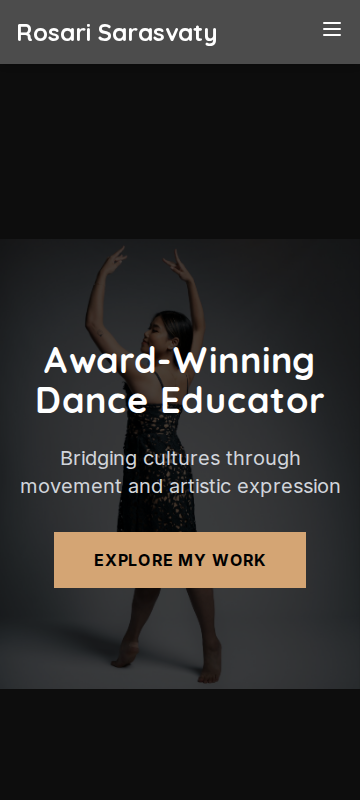 Rosari Sarasvaty
Award-Winning
Dance Educator
Bridging cultures through
movement and artistic expression
EXPLORE MY WORK